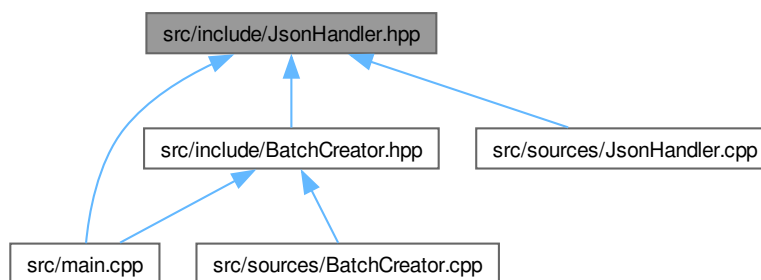 src/include/JsonHandler.hpp
src/include/BatchCreator.hpp
src/sources/JsonHandler.cpp
src/main.cpp
src/sources/BatchCreator.cpp